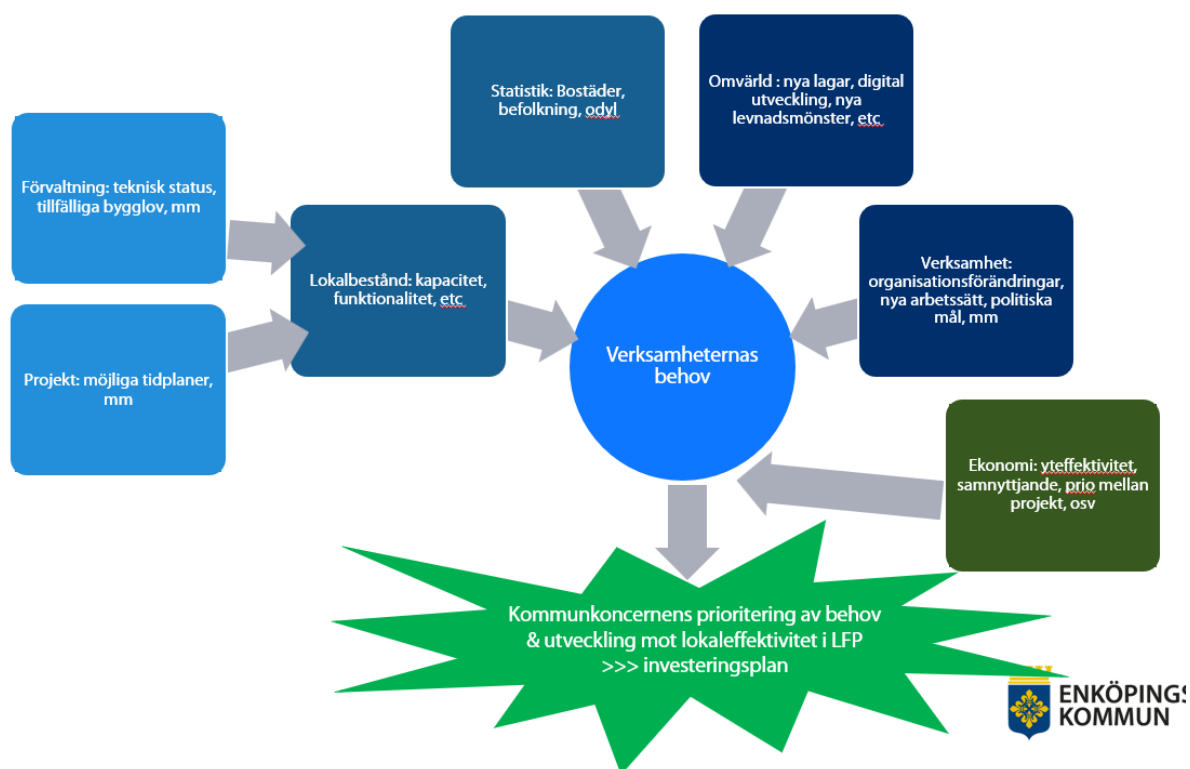 Statistik: Bostäder,
befolkning, odyl
Omvärld : nya lagar, digital
utveckling, nya
levnadsmönster, etc
Förvaltning: teknisk status,
tillfälliga bygglov, mm
Lokalbestånd: kapacitet,
funktionalitet, etc
Verksamhet:
organisationsförändringar,
nya arbetssätt, politiska
mål, mm
Projekt: möjliga tidplaner,
mm
Verksamheternas
behov
Ekonomi: yteffektivitet,
samnyttjande, prio mellan
projekt, osv
Kommunkoncernens prioritering av behov
& utveckling mot lokaleffektivitet i LFP
>>> investeringsplan
ENKÖPINGS
KOMMUN